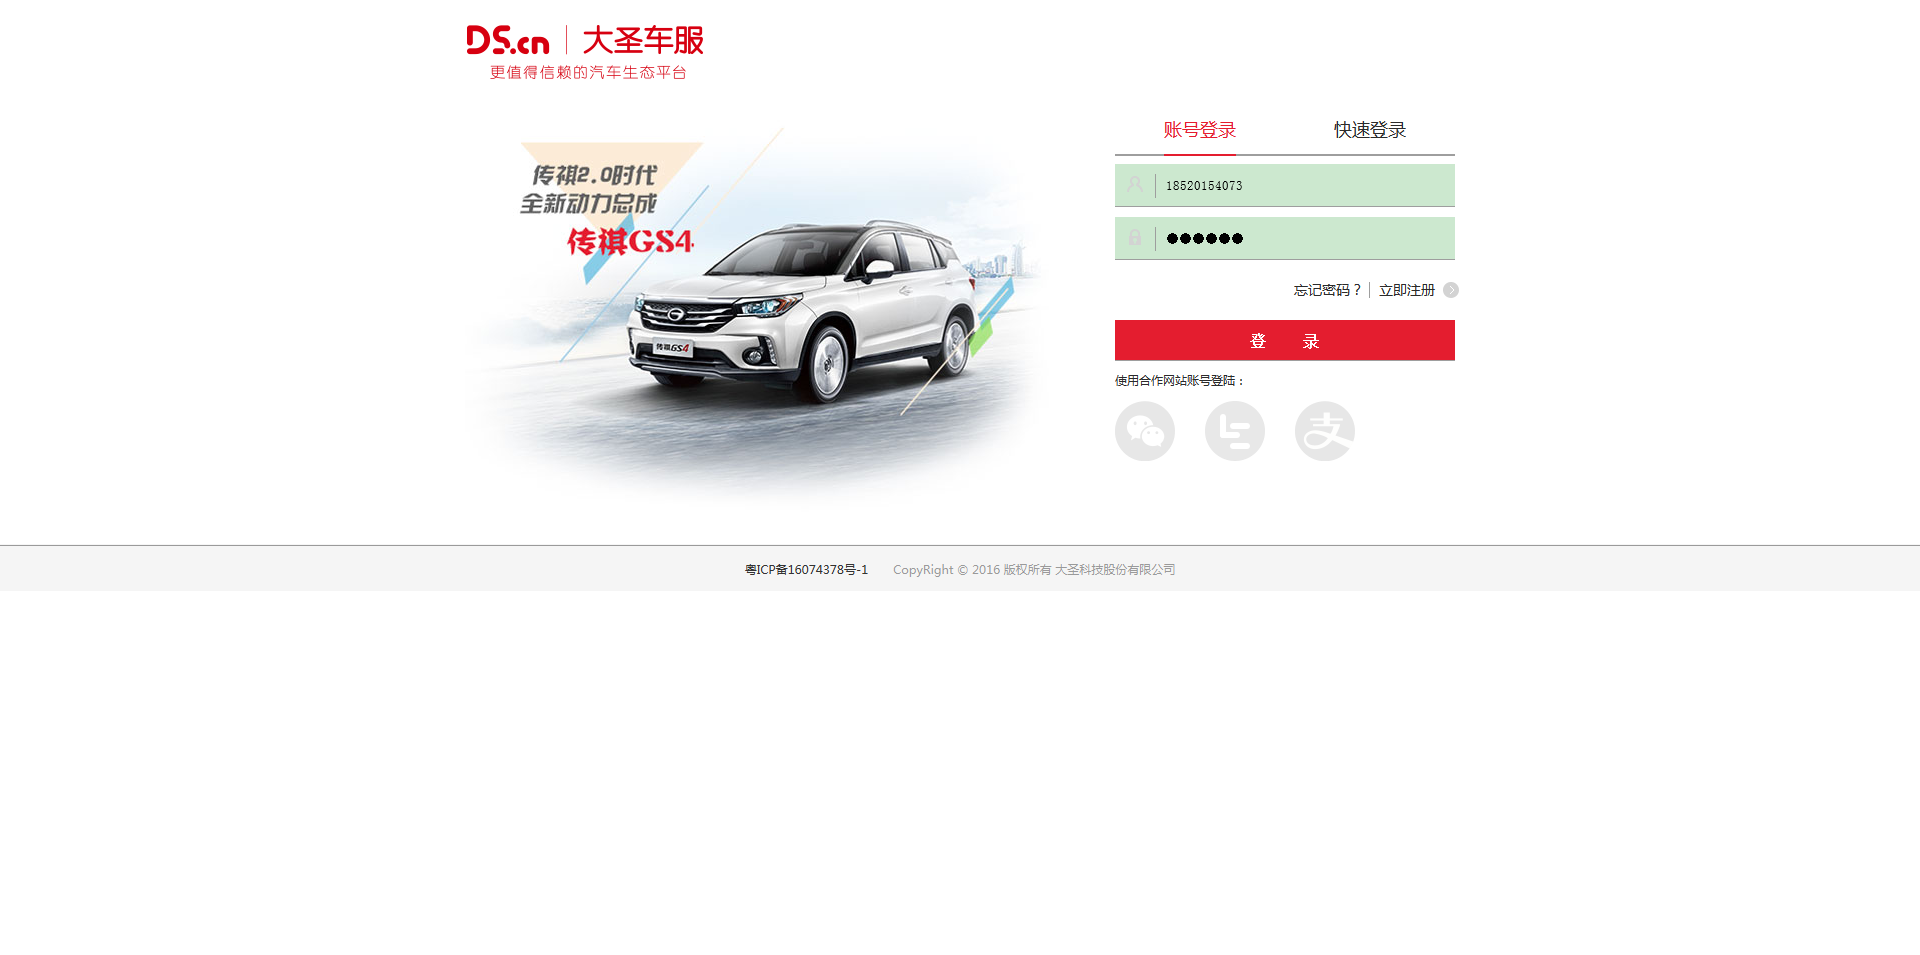 DS.cn 大圣车服
更值得信赖的汽车生态平台
账号登录 快速登录
传祺2.0时代
全新动力总成
传祺GS4
传祺GS4
18520154073
●●●●●●
忘记密码？ 立即注册
登 录
使用合作网站账号登陆：
支
粤ICP备16074378号-1 CopyRight © 2016 版权所有 大圣科技股份有限公司